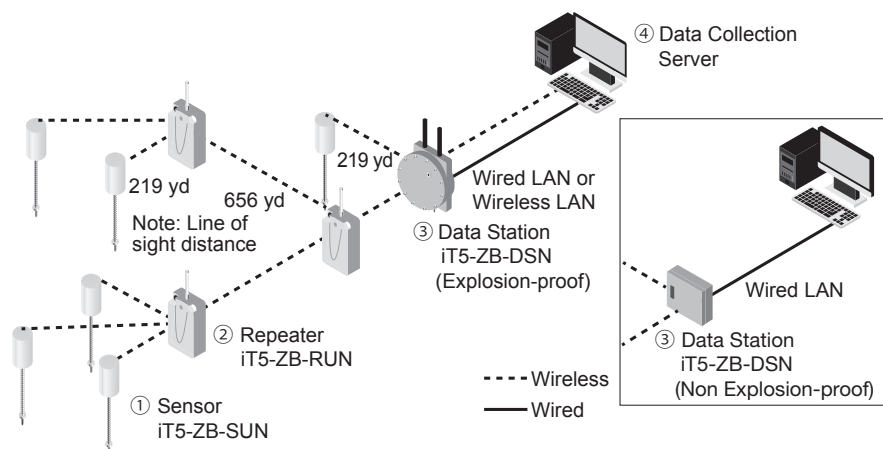 ④ Data Collection
Server
219 yd
219 yd
656 yd
Note: Line of
sight distance
Wired LAN or
Wireless LAN
③ Data Station
iT5-ZB-DSN
(Explosion-proof)
② Repeater
iT5-ZB-RUN
① Sensor
iT5-ZB-SUN
Wireless
Wired
Wired LAN
③ Data Station
iT5-ZB-DSN
(Non Explosion-proof)